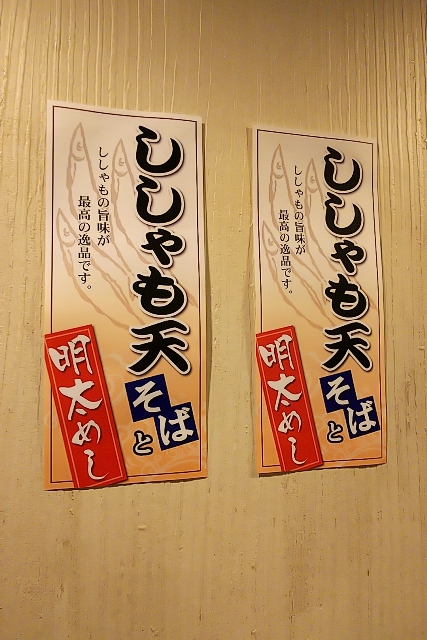 ししゃも天
そばと
明太めし
ししゃもの旨味が
最高の逸品です。
ししゃも天
そばと
明太めし
ししゃもの旨味が
最高の逸品です。